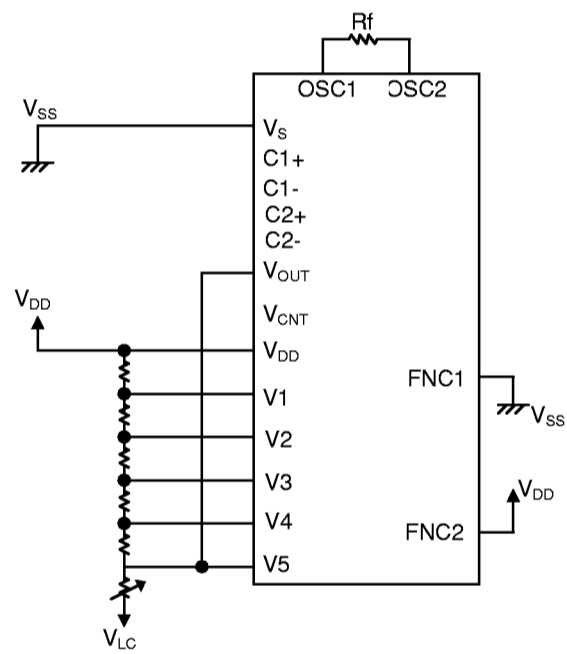 Rf
OSC1 OSC2
VSS
VS
C1+
C1-
C2+
C2-
VOUT
VDD
VCNT
VDD
FNC1
V1
VSS
V2
V3
VDD
V4
FNC2
V5
VLC